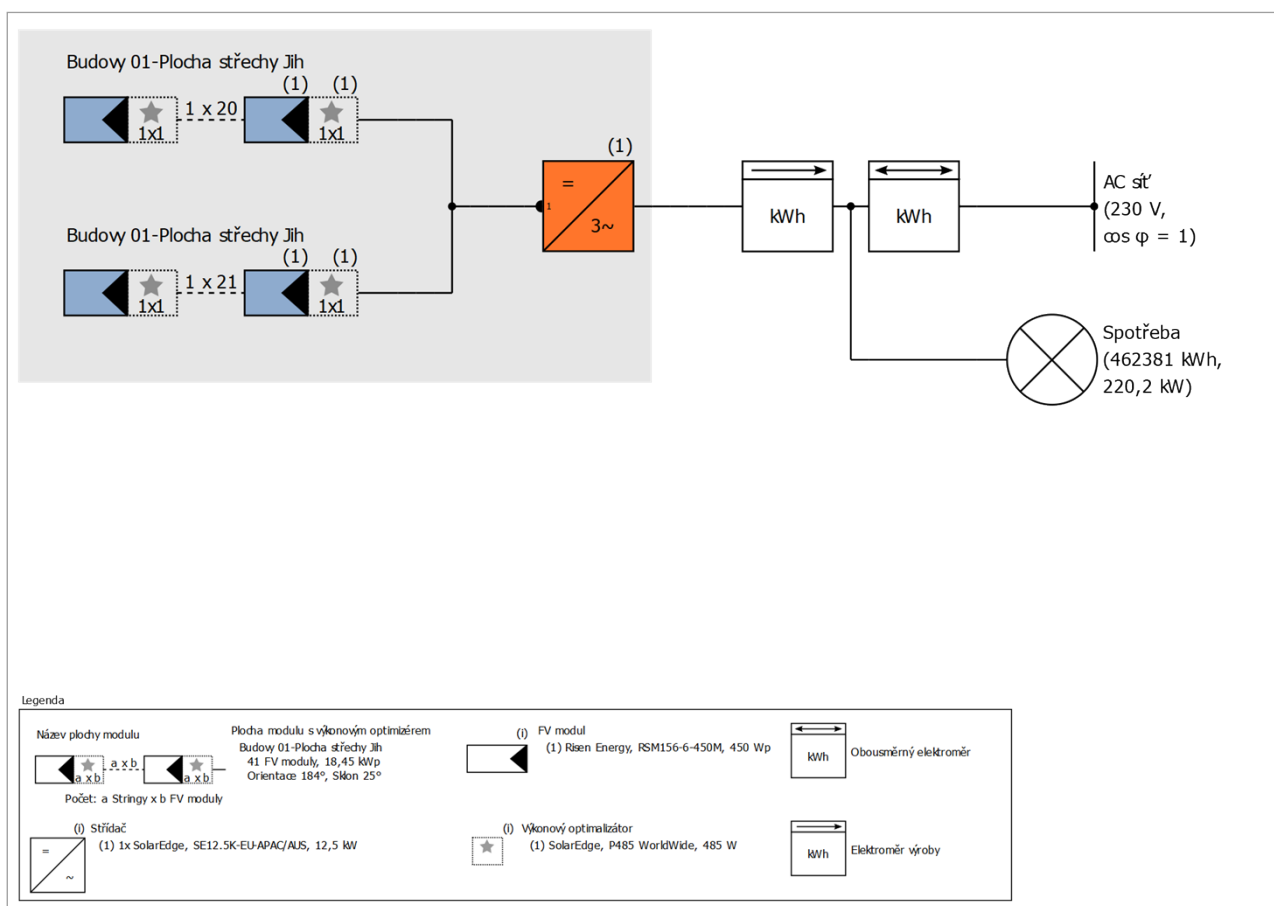 Budovy 01-Plocha střechy Jih
(1) (1)
1 x 20
1x1 1x1
(1)
=
1
3~
kWh
kWh
AC síť
(230 V,
cos φ = 1)
Budovy 01-Plocha střechy Jih
(1) (1)
1 x 21
1x1 1x1
Spotřeba
(462381 kWh,
220,2 kW)
Legenda
Název plochy modulu
a x b
a x b a x b
Počet: a Stringy x b FV moduly
Plocha modulu s výkonovým optimizérem
Budovy 01-Plocha střechy Jih
41 FV moduly, 18,45 kWp
Orientace 184°, Sklon 25°
(i) FV modul
(1) Risen Energy, RSM156-6-450M, 450 Wp
kWh
Obousměrný elektroměr
(i) Střídač
= ~
(1) 1x SolarEdge, SE12.5K-EU-APAC/AUS, 12,5 kW
(i) Výkonový optimalizátor
(1) SolarEdge, P485 WorldWide, 485 W
kWh
Elektroměr výroby